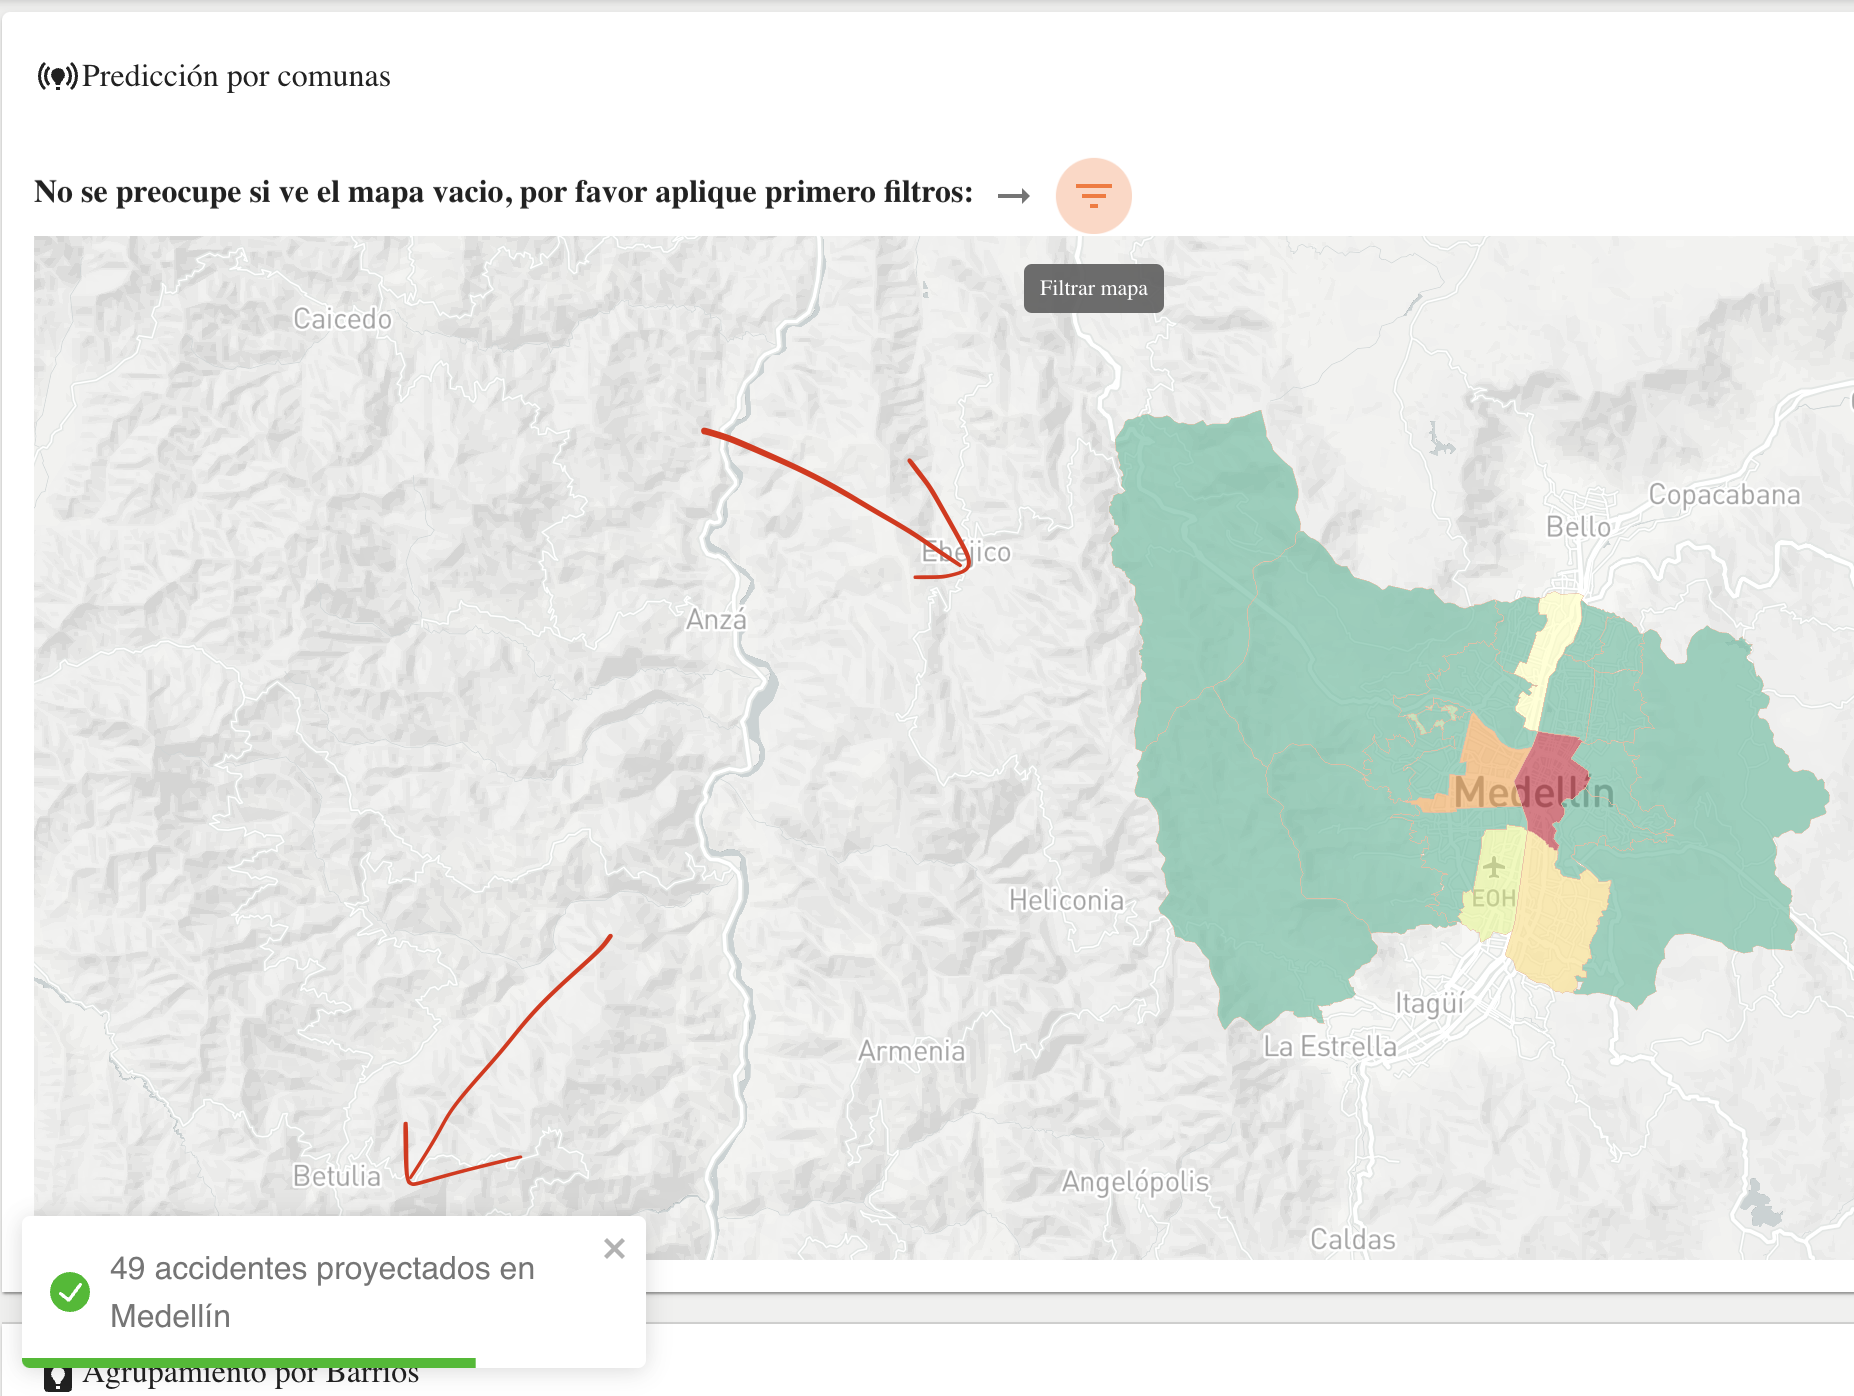 Predicción por comunas
No se preocupe si ve el mapa vacio, por favor aplique primero filtros:
Filtrar mapa
Caicedo
Copacabana
Bello
Ebéjico
Anzá
Medellín
EOH
Heliconia
Itagüí
La Estrella
Armenia
Betulia
Angelópolis
Caldas
49 accidentes proyectados en
Medellín
Agrupamiento por Barrios